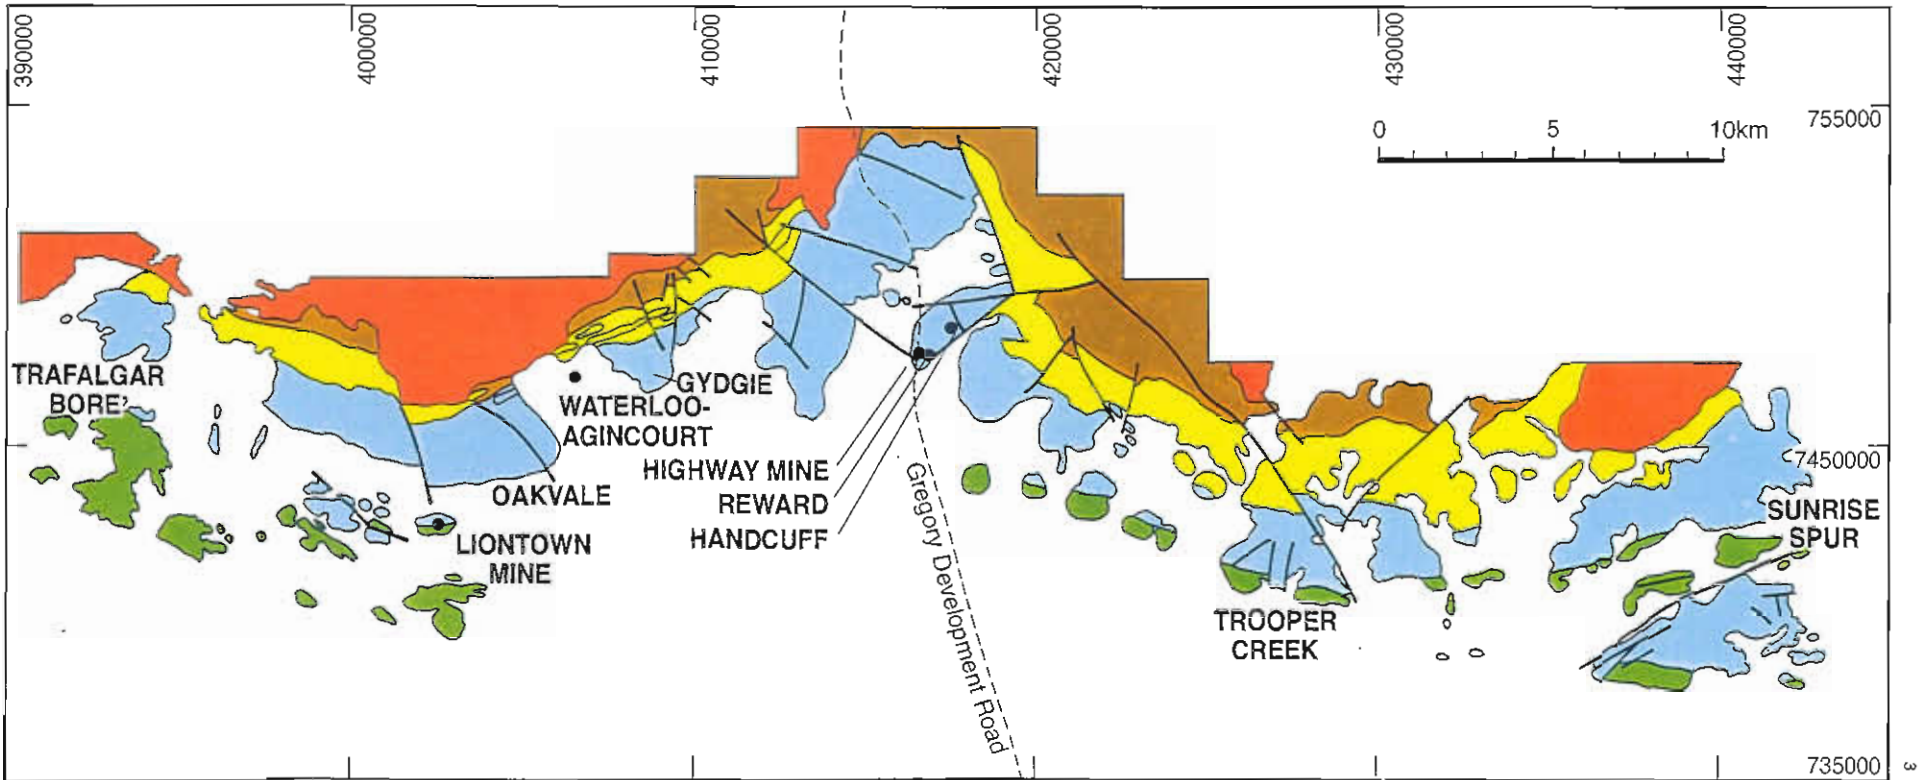 390000
400000
410000
420000
430000
440000
0 5 10km
755000
TRAFALGAR
BORE
GYDGIE
WATERLOO-
AGINCOURT
HIGHWAY MINE
REWARD
HANDCUFF
OAKVALE
LIONTOWN
MINE
Gregory Development Road
7450000
SUNRISE
SPUR
TROOPER
CREEK
735000
3